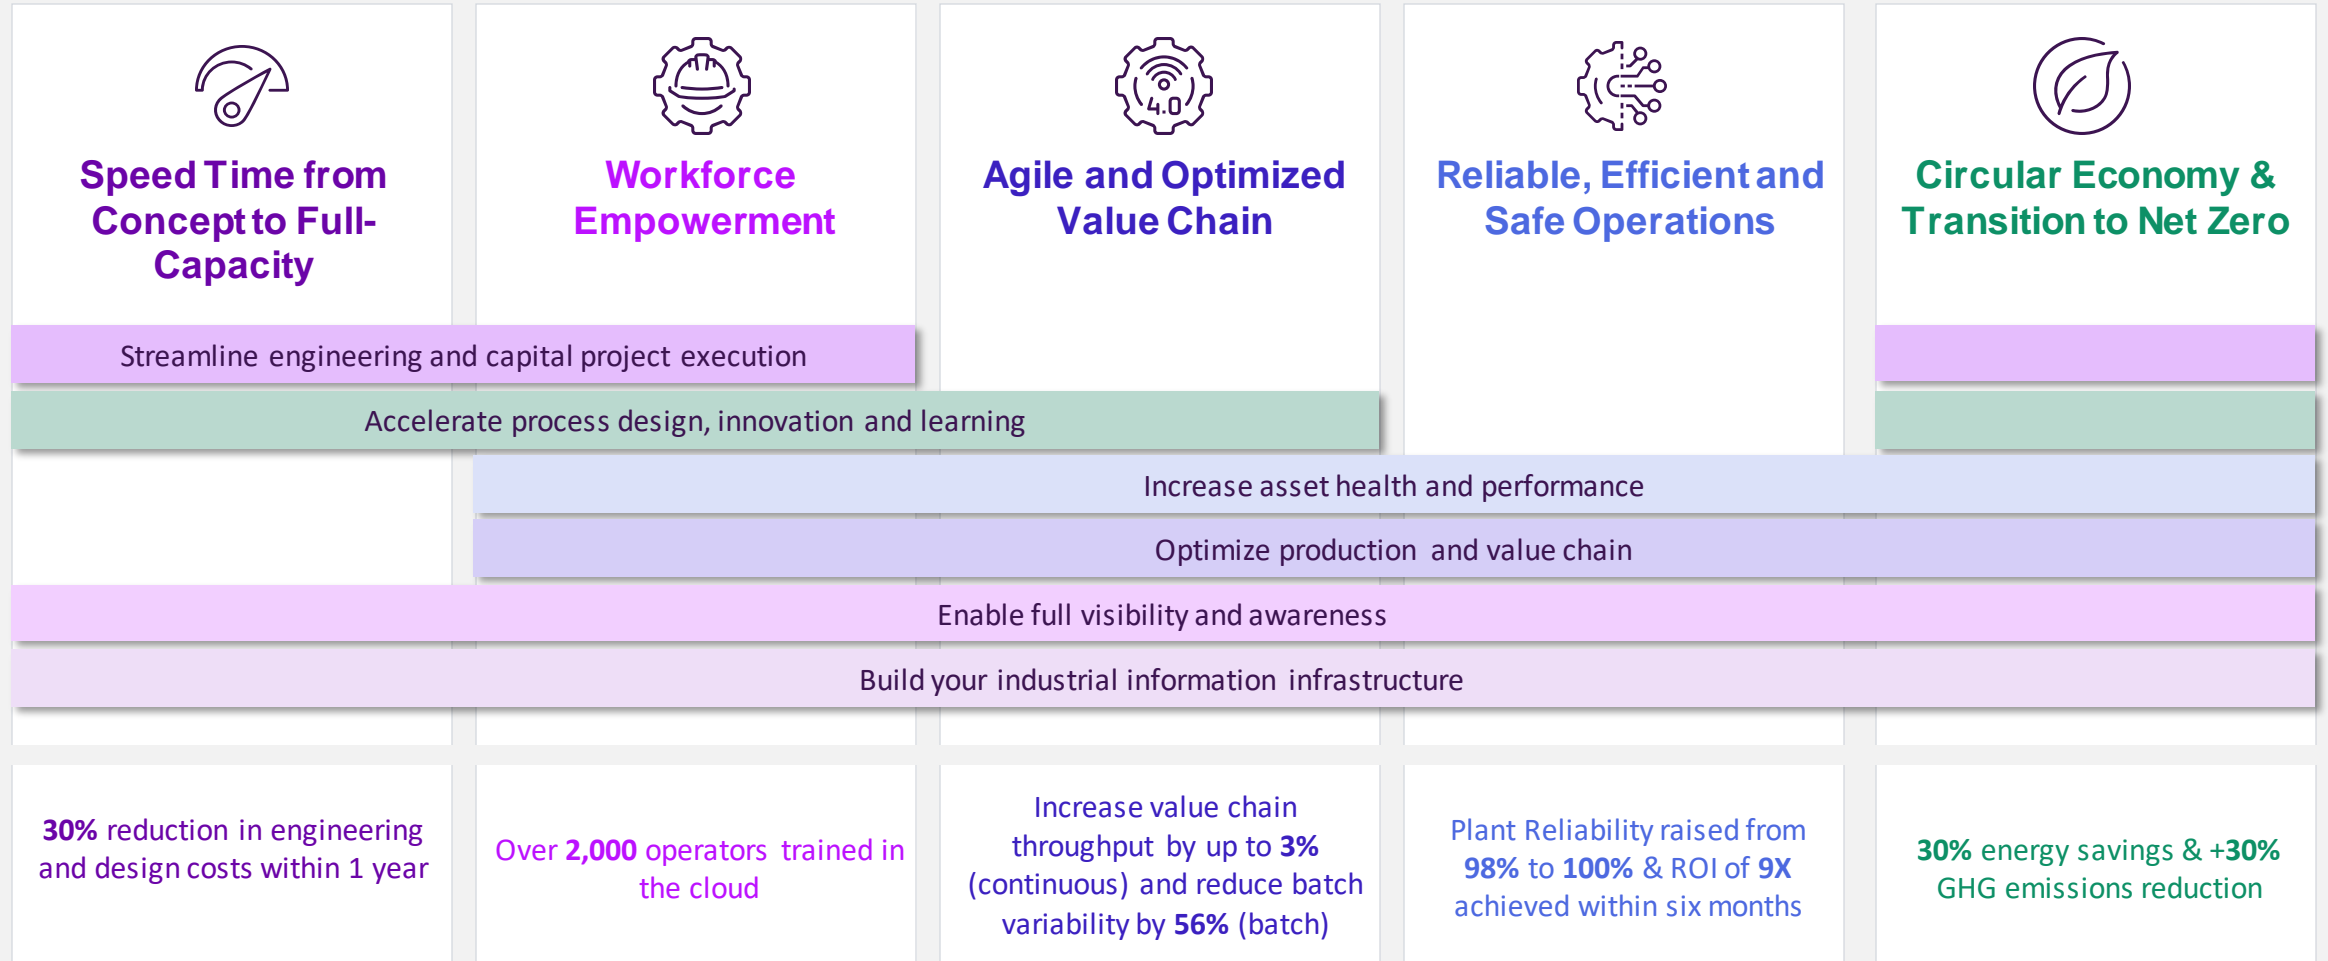 Speed Time from
Concept to Full-
Capacity
Workforce
Empowerment
4.0
Agile and Optimized
Value Chain
Reliable, Efficient and
Safe Operations
Circular Economy &
Transition to Net Zero
Streamline engineering and capital project execution
Accelerate process design, innovation and learning
Increase asset health and performance
Optimize production and value chain
Enable full visibility and awareness
Build your industrial information infrastructure
30% reduction in engineering
and design costs within 1 year
Over 2,000 operators trained in
the cloud
Increase value chain
throughput by up to 3%
(continuous) and reduce batch
variability by 56% (batch)
Plant Reliability raised from
98% to 100% & ROI of 9X
achieved within six months
30% energy savings & +30%
GHG emissions reduction